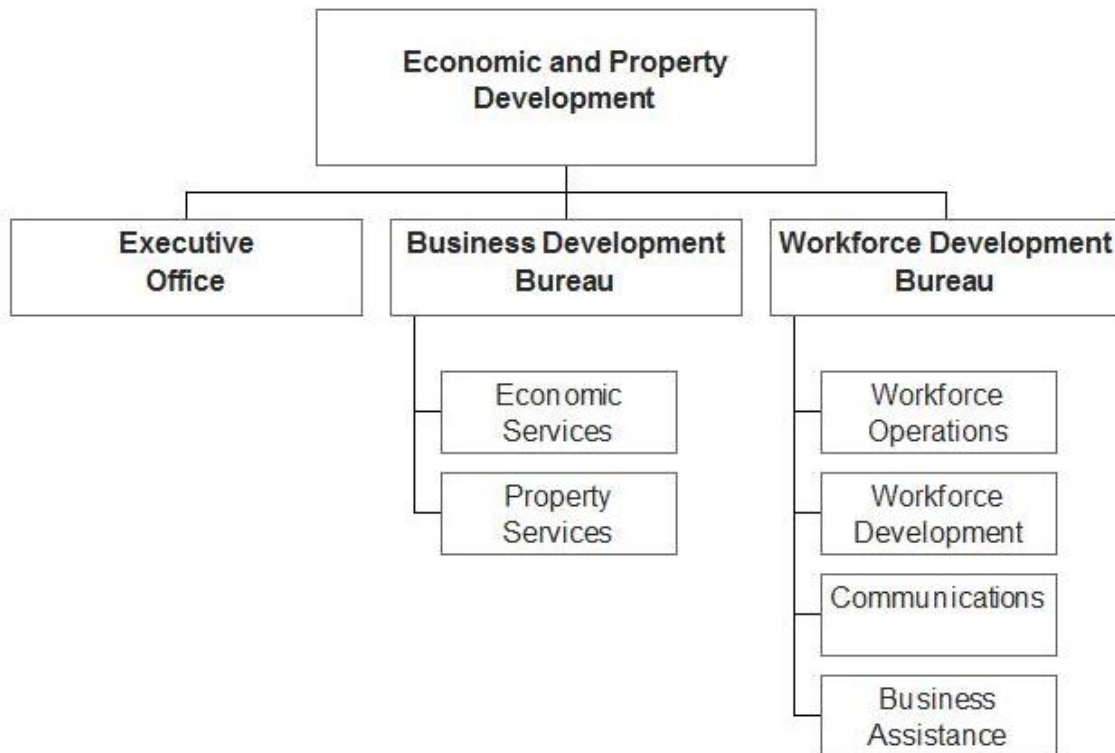 Economic and Property
Development
Executive
Office
Business Development
Bureau
Workforce Development
Bureau
Economic
Services
Property
Services
Workforce
Operations
Workforce
Development
Communications
Business
Assistance